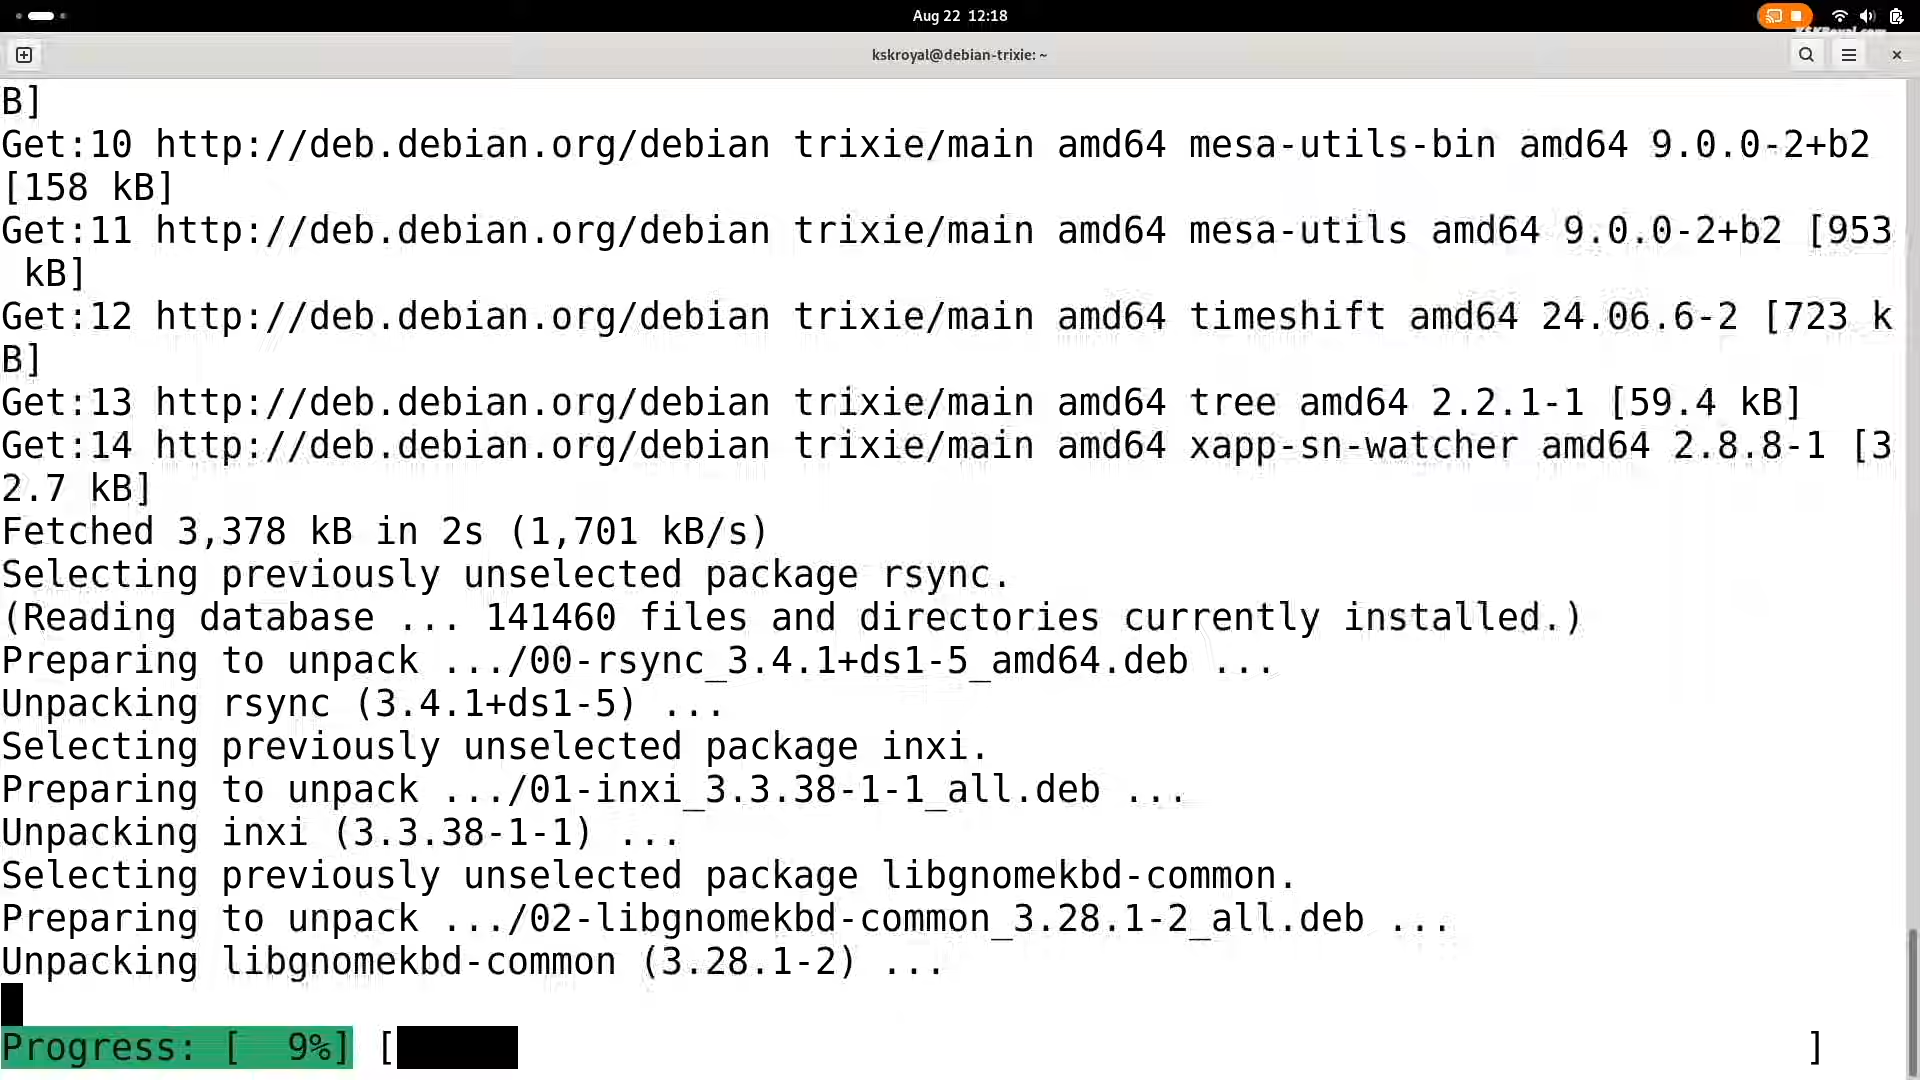 Aug 22 12:18
KSKRoyal.com
kskroyal@debian-trixie: ~
B]
Get:10 http://deb.debian.org/debian trixie/main amd64 mesa-utils-bin amd64 9.0.0-2+b2
[158 kB]
Get:11 http://deb.debian.org/debian trixie/main amd64 mesa-utils amd64 9.0.0-2+b2 [953
kB]
Get:12 http://deb.debian.org/debian trixie/main amd64 timeshift amd64 24.06.6-2 [723 k
B]
Get:13 http://deb.debian.org/debian trixie/main amd64 tree amd64 2.2.1-1 [59.4 kB]
Get:14 http://deb.debian.org/debian trixie/main amd64 xapp-sn-watcher amd64 2.8.8-1 [3
2.7 kB]
Fetched 3,378 kB in 2s (1,701 kB/s)
Selecting previously unselected package rsync.
(Reading database ... 141460 files and directories currently installed.)
Preparing to unpack .../00-rsync_3.4.1+ds1-5_amd64.deb ...
Unpacking rsync (3.4.1+ds1-5) ...
Selecting previously unselected package inxi.
Preparing to unpack .../01-inxi_3.3.38-1-1_all.deb ...
Unpacking inxi (3.3.38-1-1) ...
Selecting previously unselected package libgnomekbd-common.
Preparing to unpack .../02-libgnomekbd-common_3.28.1-2_all.deb ...
Unpacking libgnomekbd-common (3.28.1-2) ...
Progress: [  9%] [ ]